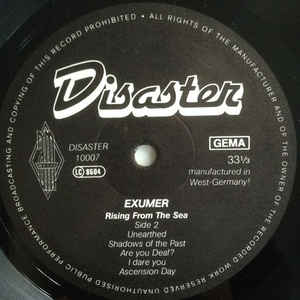 ALL RIGHTS OF THE MANUFACTURER AND OF THE OWNER OF THE RECORDED WORK RESERVED UNAUTHORISED PUBLIC PERFORMANCE BROADCASTING AND COPYING OF THIS RECORD PROHIBITED •
Disaster
DISASTER
10007
LC 8604
GEMA
33⅓
manufactured in
West-Germany!
EXUMER
Rising From The Sea
Side 2
Unearthed
Shadows of the Past
Are you Deaf?
I dare you
Ascension Day